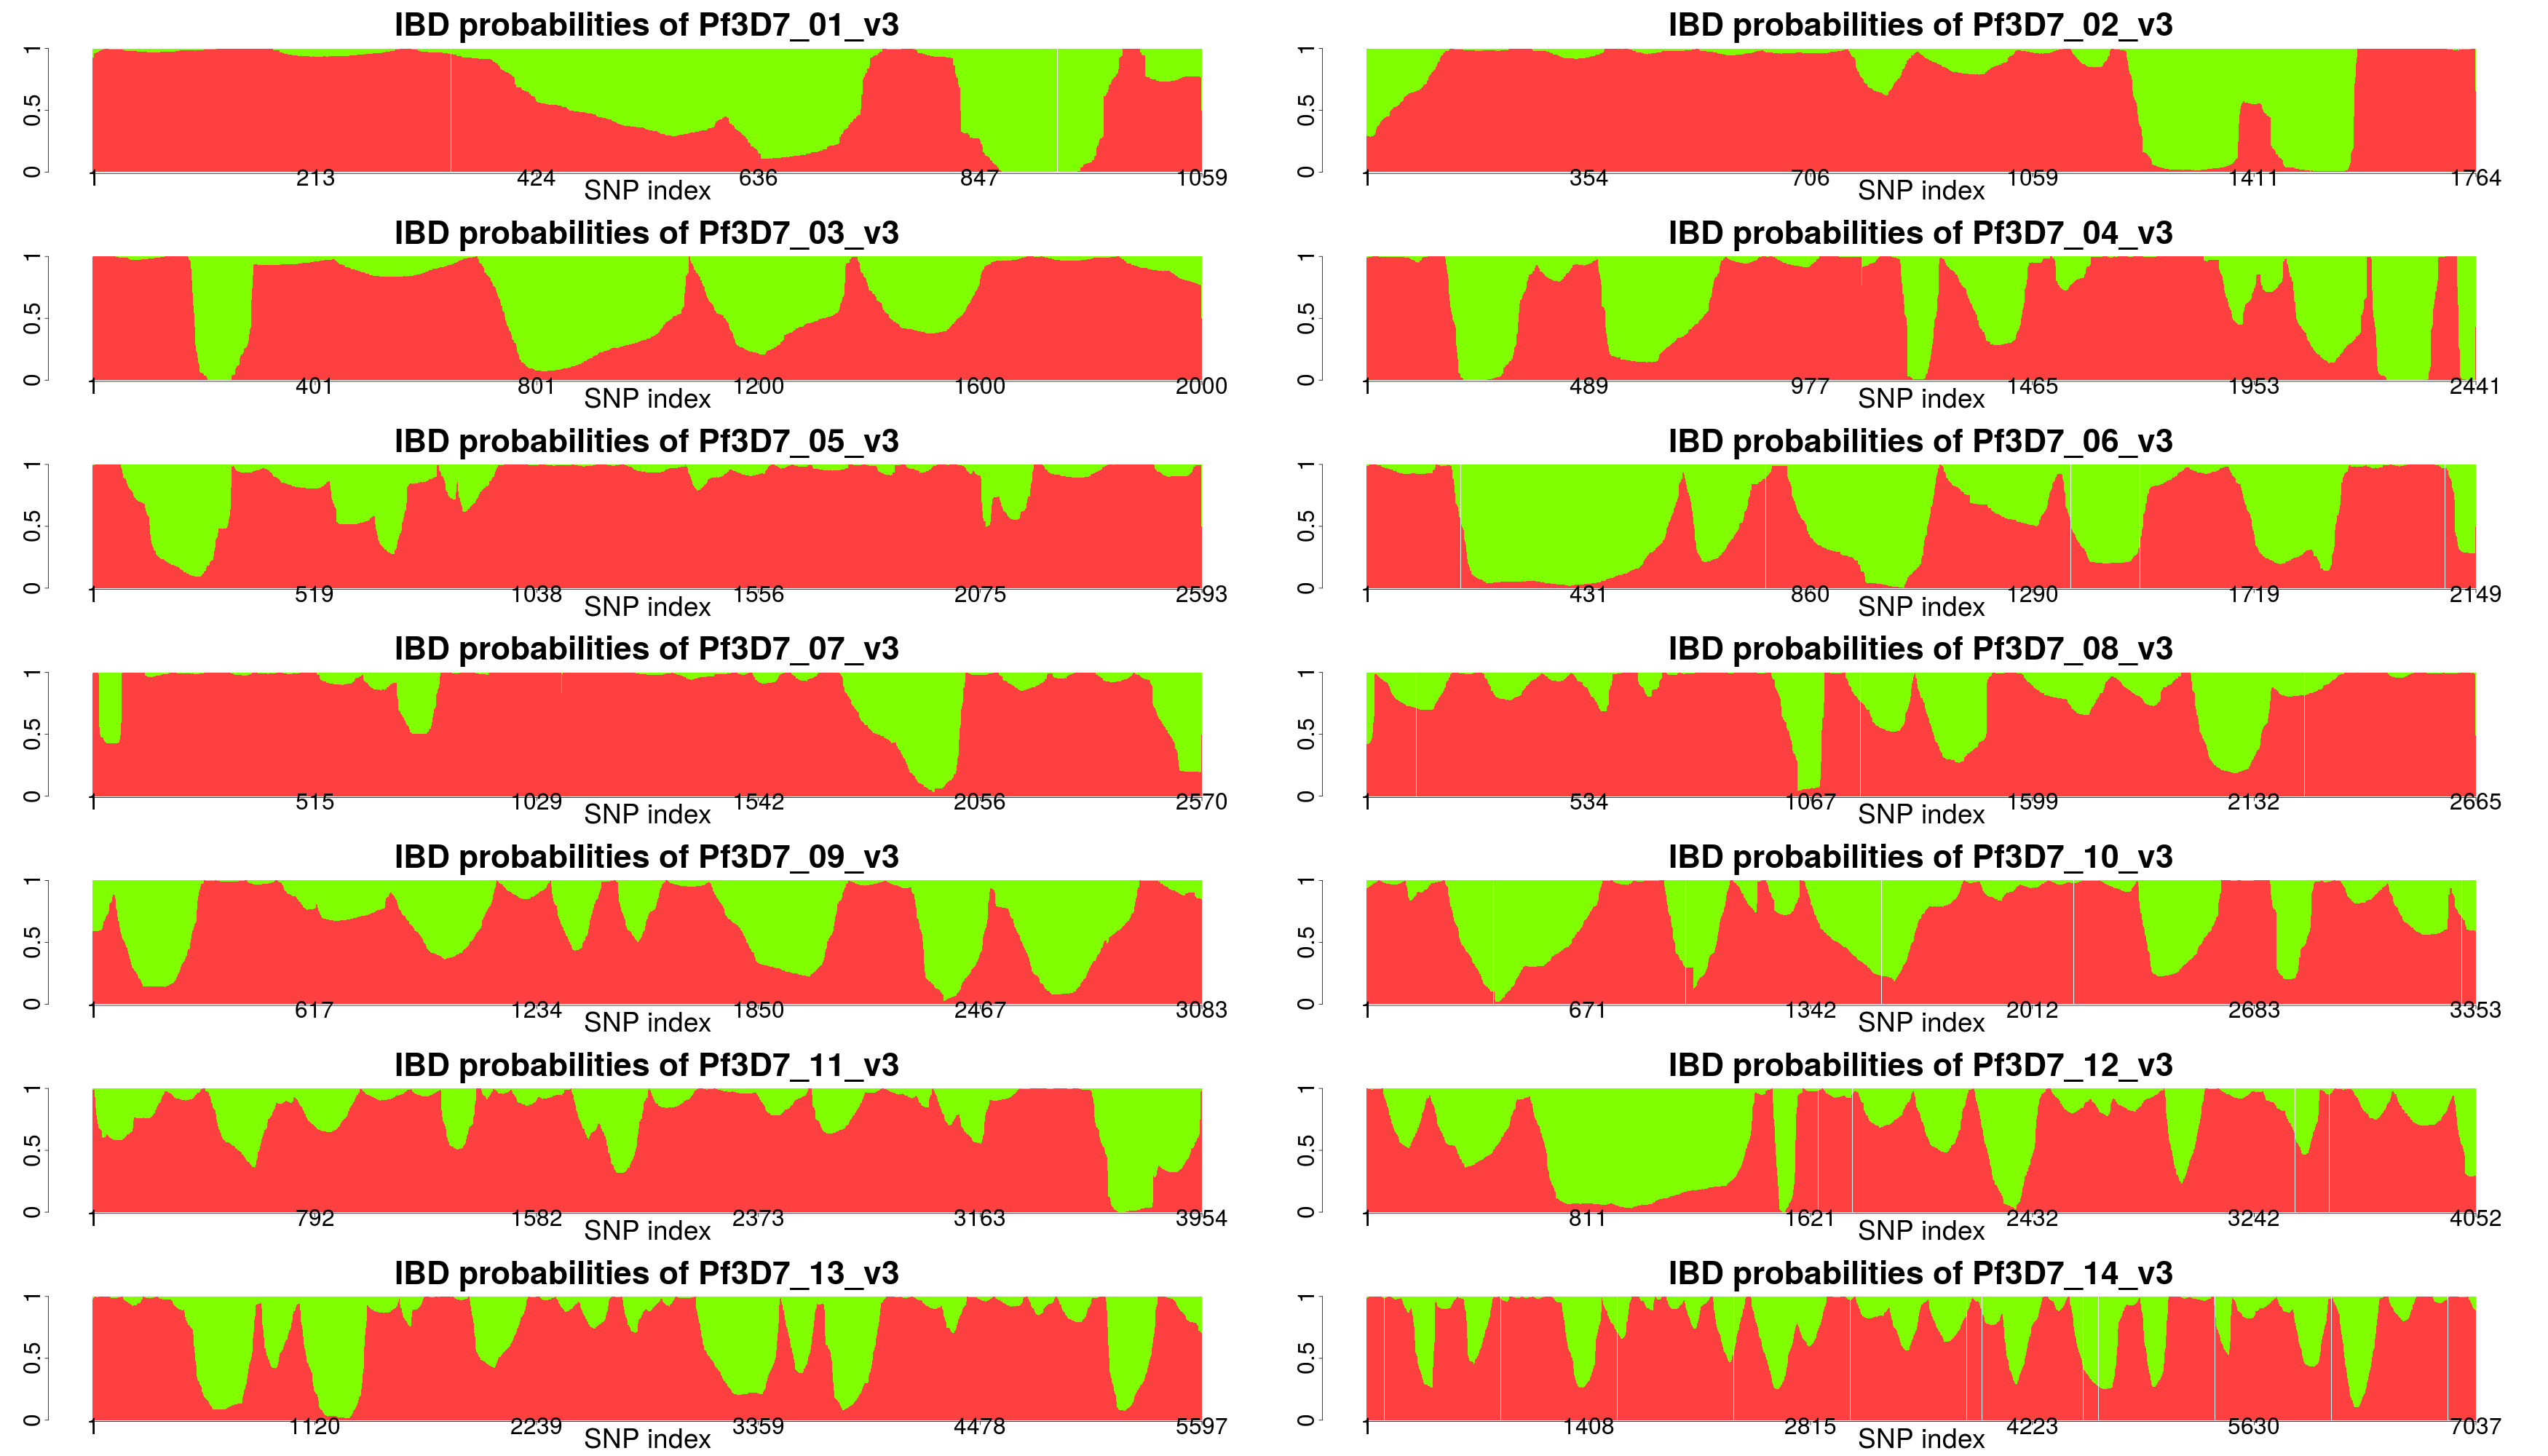 IBD probabilities of Pf3D7_01_v3
1
0.5
0
1 213 424 636 847 1059
SNP index
IBD probabilities of Pf3D7_02_v3
1
0.5
0
1 354 706 1059 1411 1764
SNP index
IBD probabilities of Pf3D7_03_v3
1
0.5
0
1 401 801 1200 1600 2000
SNP index
IBD probabilities of Pf3D7_04_v3
1
0.5
0
1 489 977 1465 1953 2441
SNP index
IBD probabilities of Pf3D7_05_v3
1
0.5
0
1 519 1038 1556 2075 2593
SNP index
IBD probabilities of Pf3D7_06_v3
1
0.5
0
1 431 860 1290 1719 2149
SNP index
IBD probabilities of Pf3D7_07_v3
1
0.5
0
1 515 1029 1542 2056 2570
SNP index
IBD probabilities of Pf3D7_08_v3
1
0.5
0
1 534 1067 1599 2132 2665
SNP index
IBD probabilities of Pf3D7_09_v3
1
0.5
0
1 617 1234 1850 2467 3083
SNP index
IBD probabilities of Pf3D7_10_v3
1
0.5
0
1 671 1342 2012 2683 3353
SNP index
IBD probabilities of Pf3D7_11_v3
1
0.5
0
1 792 1582 2373 3163 3954
SNP index
IBD probabilities of Pf3D7_12_v3
1
0.5
0
1 811 1621 2432 3242 4052
SNP index
IBD probabilities of Pf3D7_13_v3
1
0.5
0
1 1120 2239 3359 4478 5597
SNP index
IBD probabilities of Pf3D7_14_v3
1
0.5
0
1 1408 2815 4223 5630 7037
SNP index